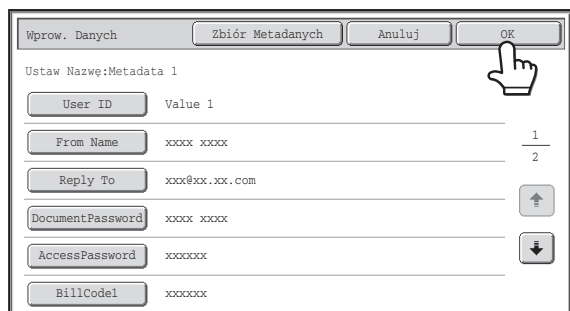 Wprow. Danych Zbiór Metadanych Anuluj OK
Ustaw Nazwę:Metadata 1
User ID Value 1
From Name xxxx xxxx
Reply To xxx@xx.xx.com
DocumentPassword xxxx xxxx
AccessPassword xxxxxx
BillCode1 xxxxxx
1
2